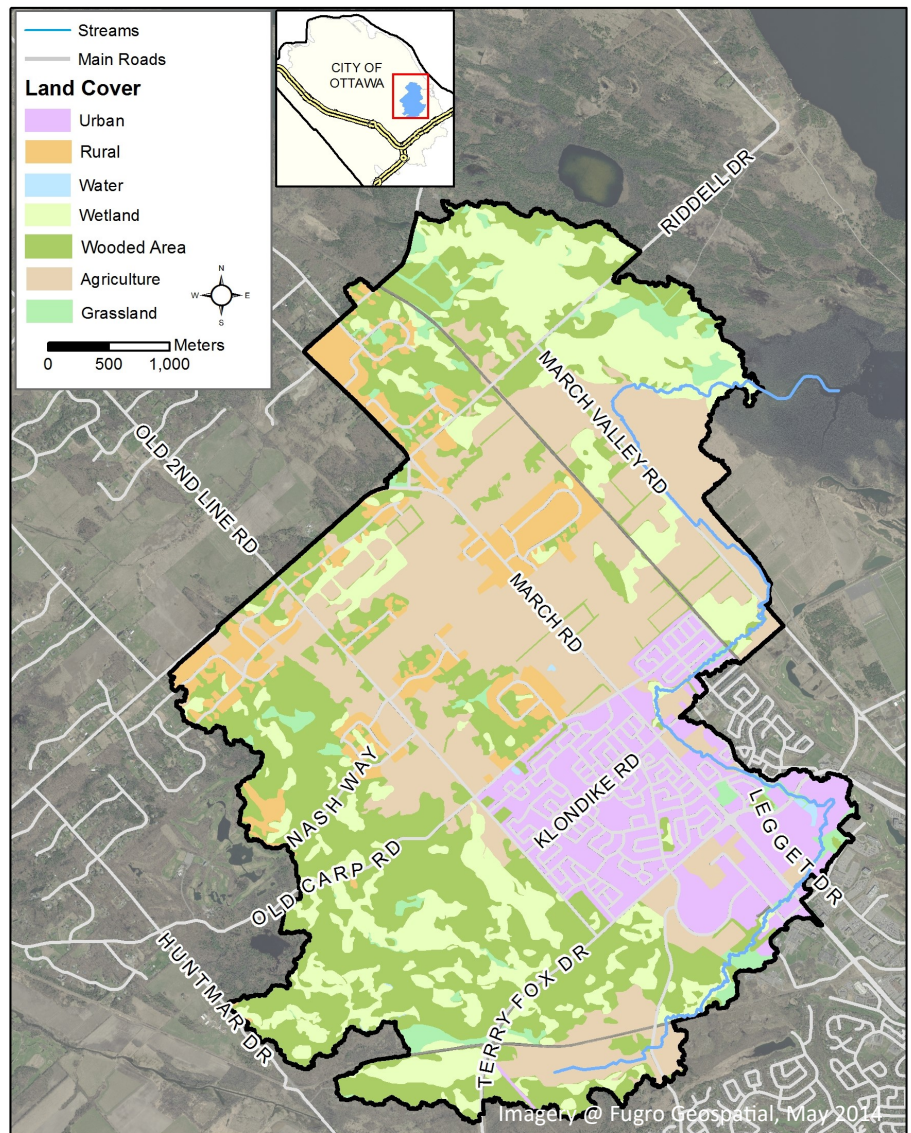 Streams
Main Roads
Land Cover
Urban
Rural
Water
Wetland
Wooded Area
Agriculture
Grassland
N
W E
S
Meters
0 500 1,000
CITY OF
OTTAWA
RIDDELL DR
MARCH VALLEY RD
OLD 2ND LINE RD
MARCH RD
KLONDIKE RD
NASH WAY
OLD CARP RD
LEGGET DR
HUNTMAR DR
TERRY FOX DR
Imagery @ Fugro Geospatial, May 2014